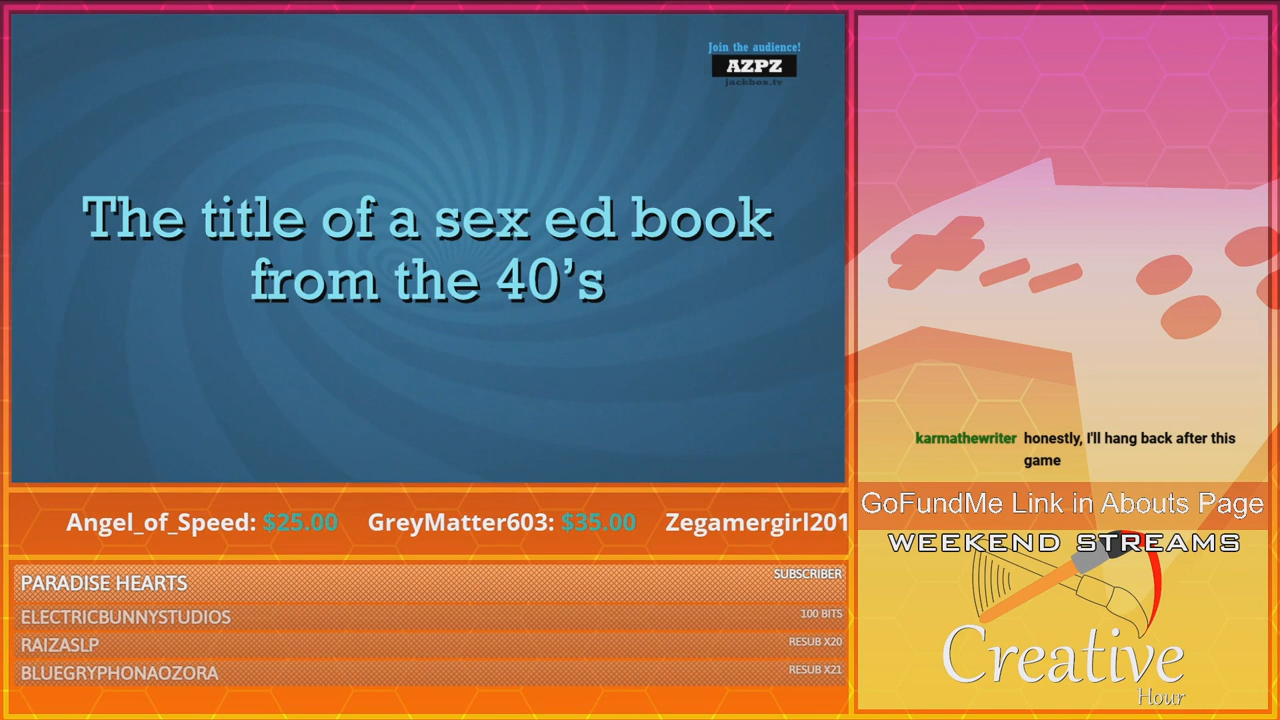 Join the audience!
AZPZ
jackbox.tv
The title of a sex ed book
from the 40's
karmathewriter honestly, I'll hang back after this
game
GoFundMe Link in Abouts Page
WEEKEND STREAMS
Creative
Hour
Angel_of_Speed: $25.00 GreyMatter603: $35.00 Zegamergirl201
PARADISE HEARTS SUBSCRIBER
ELECTRICBUNNYSTUDIOS 100 BITS
RAIZASLP RESUB X20
BLUEGRYPHONAOZORA RESUB X21